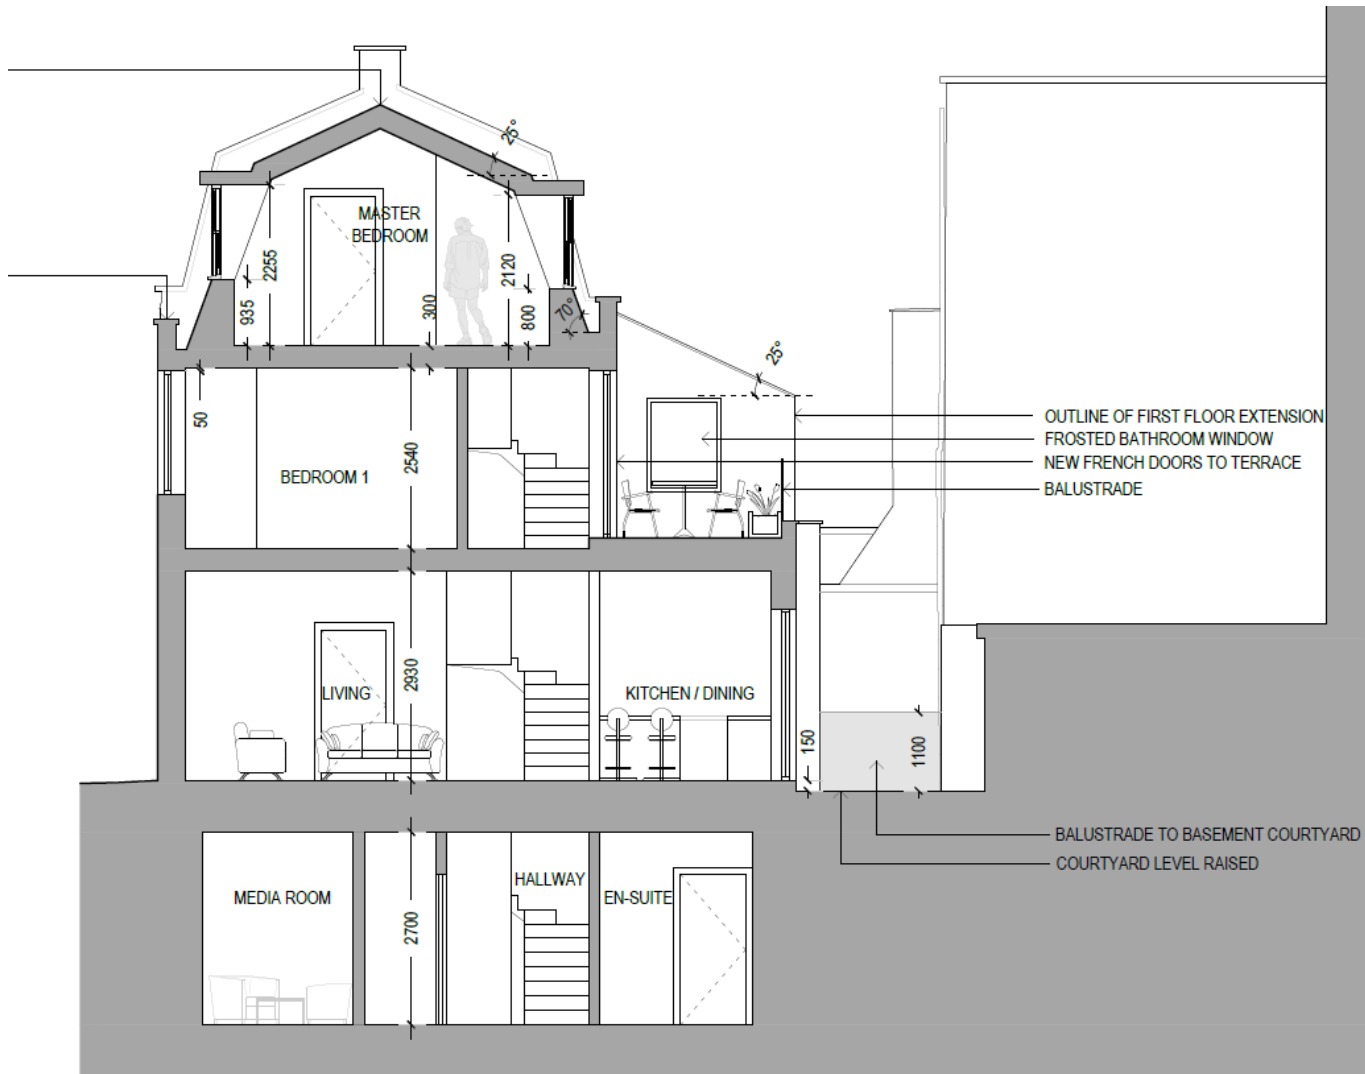 25°
MASTER
BEDROOM
2255
2120
935
300
800
70°
25°
50
2540
BEDROOM 1
OUTLINE OF FIRST FLOOR EXTENSION
FROSTED BATHROOM WINDOW
NEW FRENCH DOORS TO TERRACE
BALUSTRADE
2930
LIVING
KITCHEN / DINING
150
1100
BALUSTRADE TO BASEMENT COURTYARD
COURTYARD LEVEL RAISED
MEDIA ROOM
2700
HALLWAY
EN-SUITE